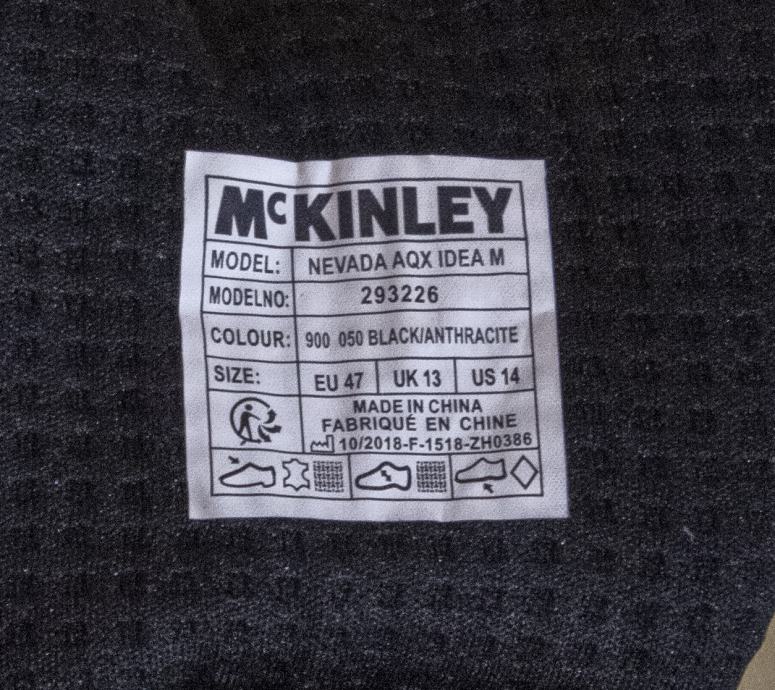 McKINLEY
MODEL: NEVADA AQX IDEA M
MODELNO: 293226
COLOUR: 900 050 BLACK/ANTHRACITE
SIZE: EU 47 UK 13 US 14
MADE IN CHINA
FABRIQUÉ EN CHINE
10/2018-F-1518-ZH0386